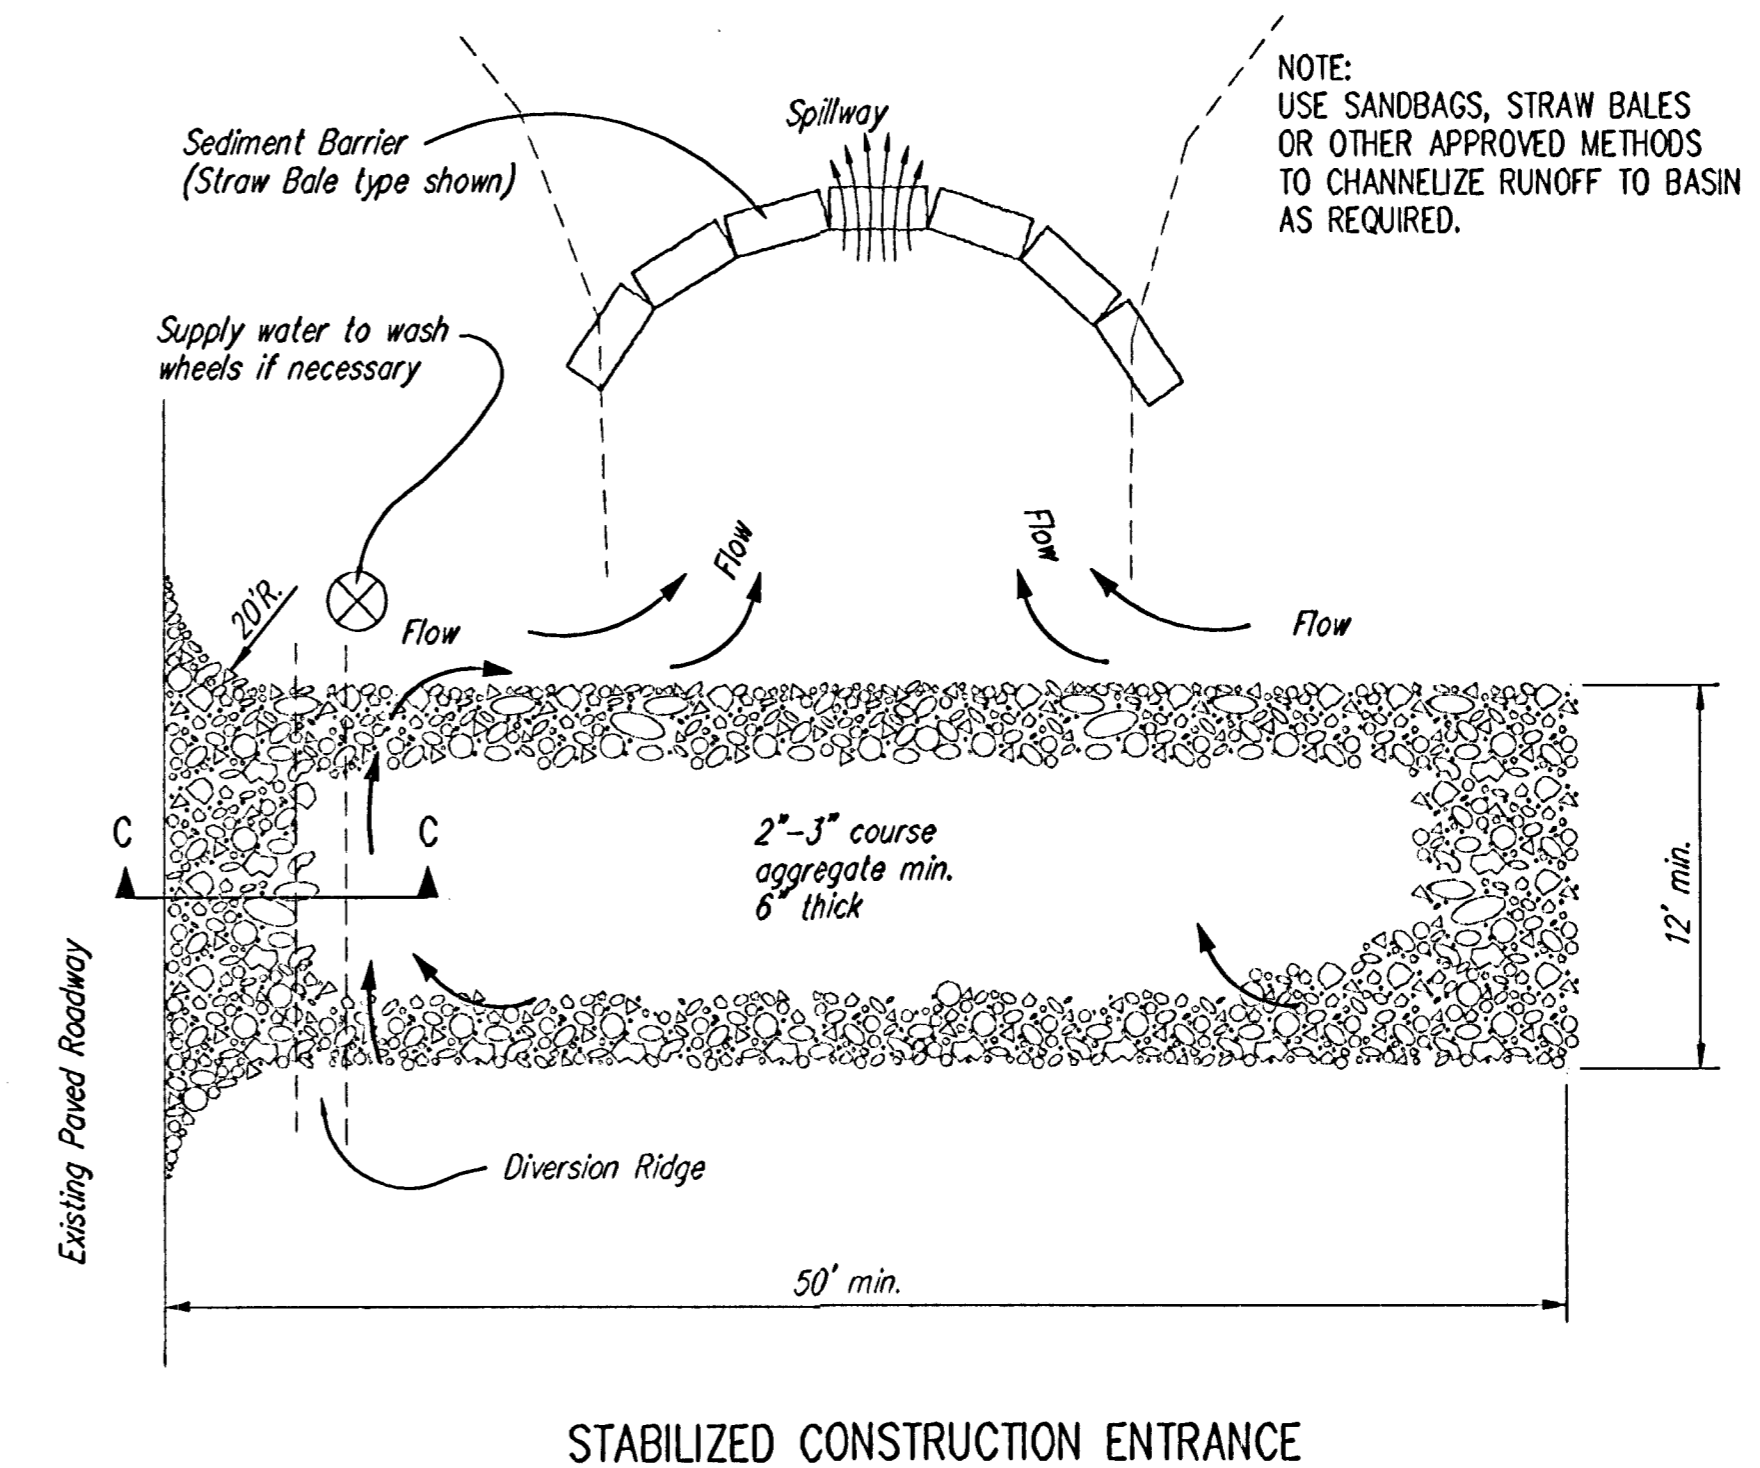 NOTE:
USE SANDBAGS, STRAW BALES
OR OTHER APPROVED METHODS
TO CHANNELIZE RUNOFF TO BASIN
AS REQUIRED.
Spillway
Sediment Barrier
(Straw Bale type shown)
Supply water to wash
wheels if necessary
Flow
Flow
20'R.
Flow
Flow
C
C
2"-3" course
aggregate min.
6" thick
12' min.
Existing Paved Roadway
Diversion Ridge
50' min.
STABILIZED CONSTRUCTION ENTRANCE